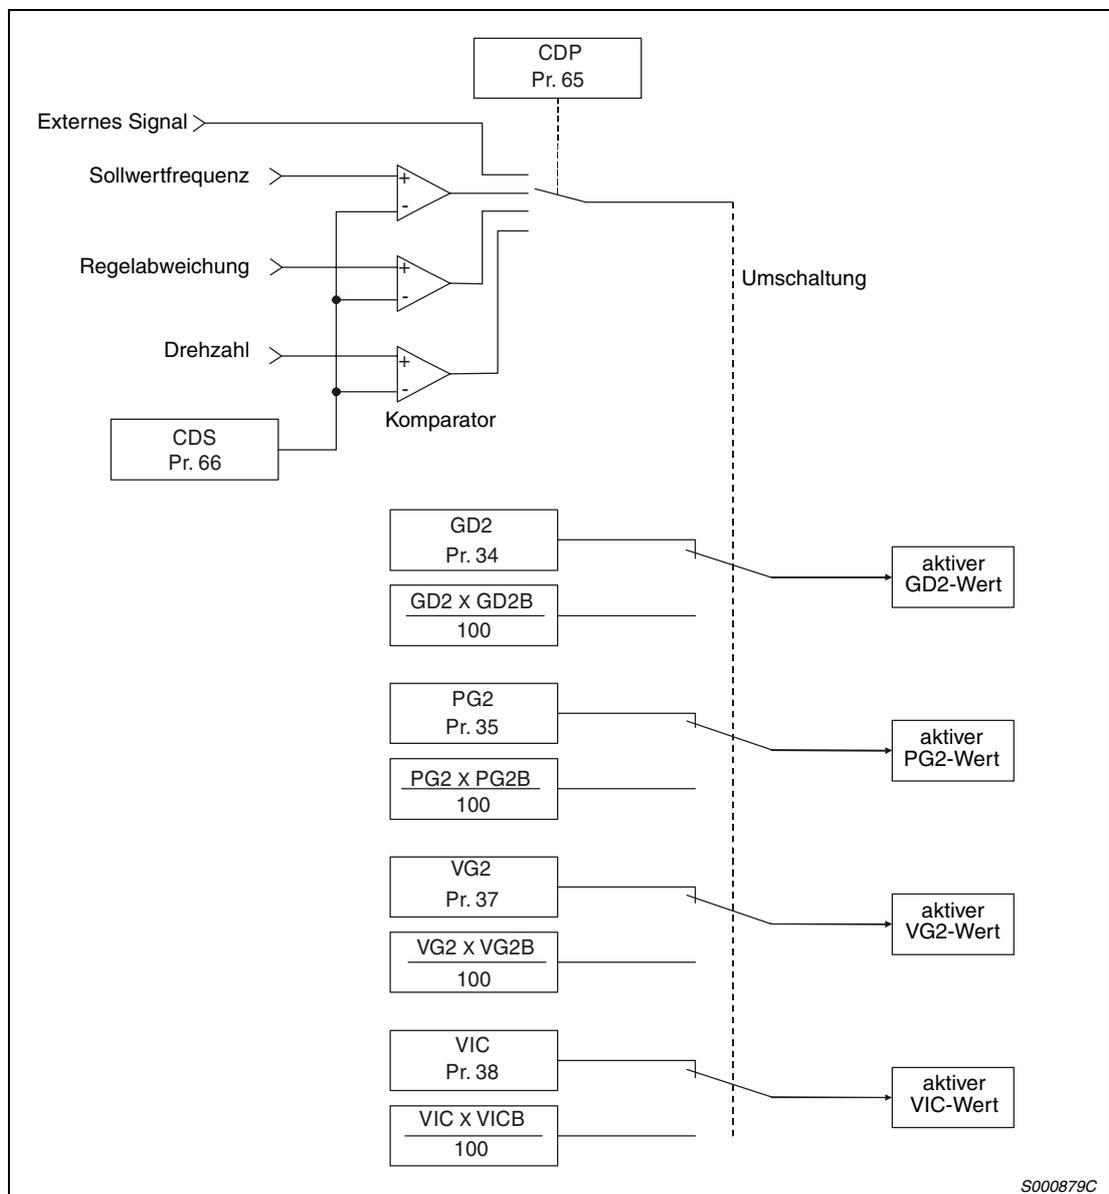 CDP
Pr. 65
Externes Signal
Sollwertfrequenz
+
-
Regelabweichung
+
-
Umschaltung
Drehzahl
+
-
Komparator
CDS
Pr. 66
GD2
Pr. 34
aktiver
GD2-Wert
GD2 X GD2B
100
PG2
Pr. 35
aktiver
PG2-Wert
PG2 X PG2B
100
VG2
Pr. 37
aktiver
VG2-Wert
VG2 X VG2B
100
VIC
Pr. 38
aktiver
VIC-Wert
VIC X VICB
100
S000879C